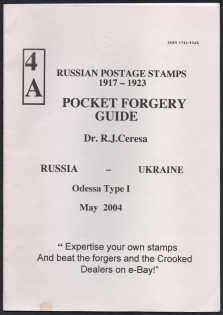 ISSN 1742-934X
4
A
RUSSIAN POSTAGE STAMPS
1917 – 1923
POCKET FORGERY
GUIDE
Dr. R.J.Ceresa
RUSSIA – UKRAINE
Odessa Type I
May 2004
“ Expertise your own stamps
And beat the forgers and the Crooked
Dealers on e-Bay!”